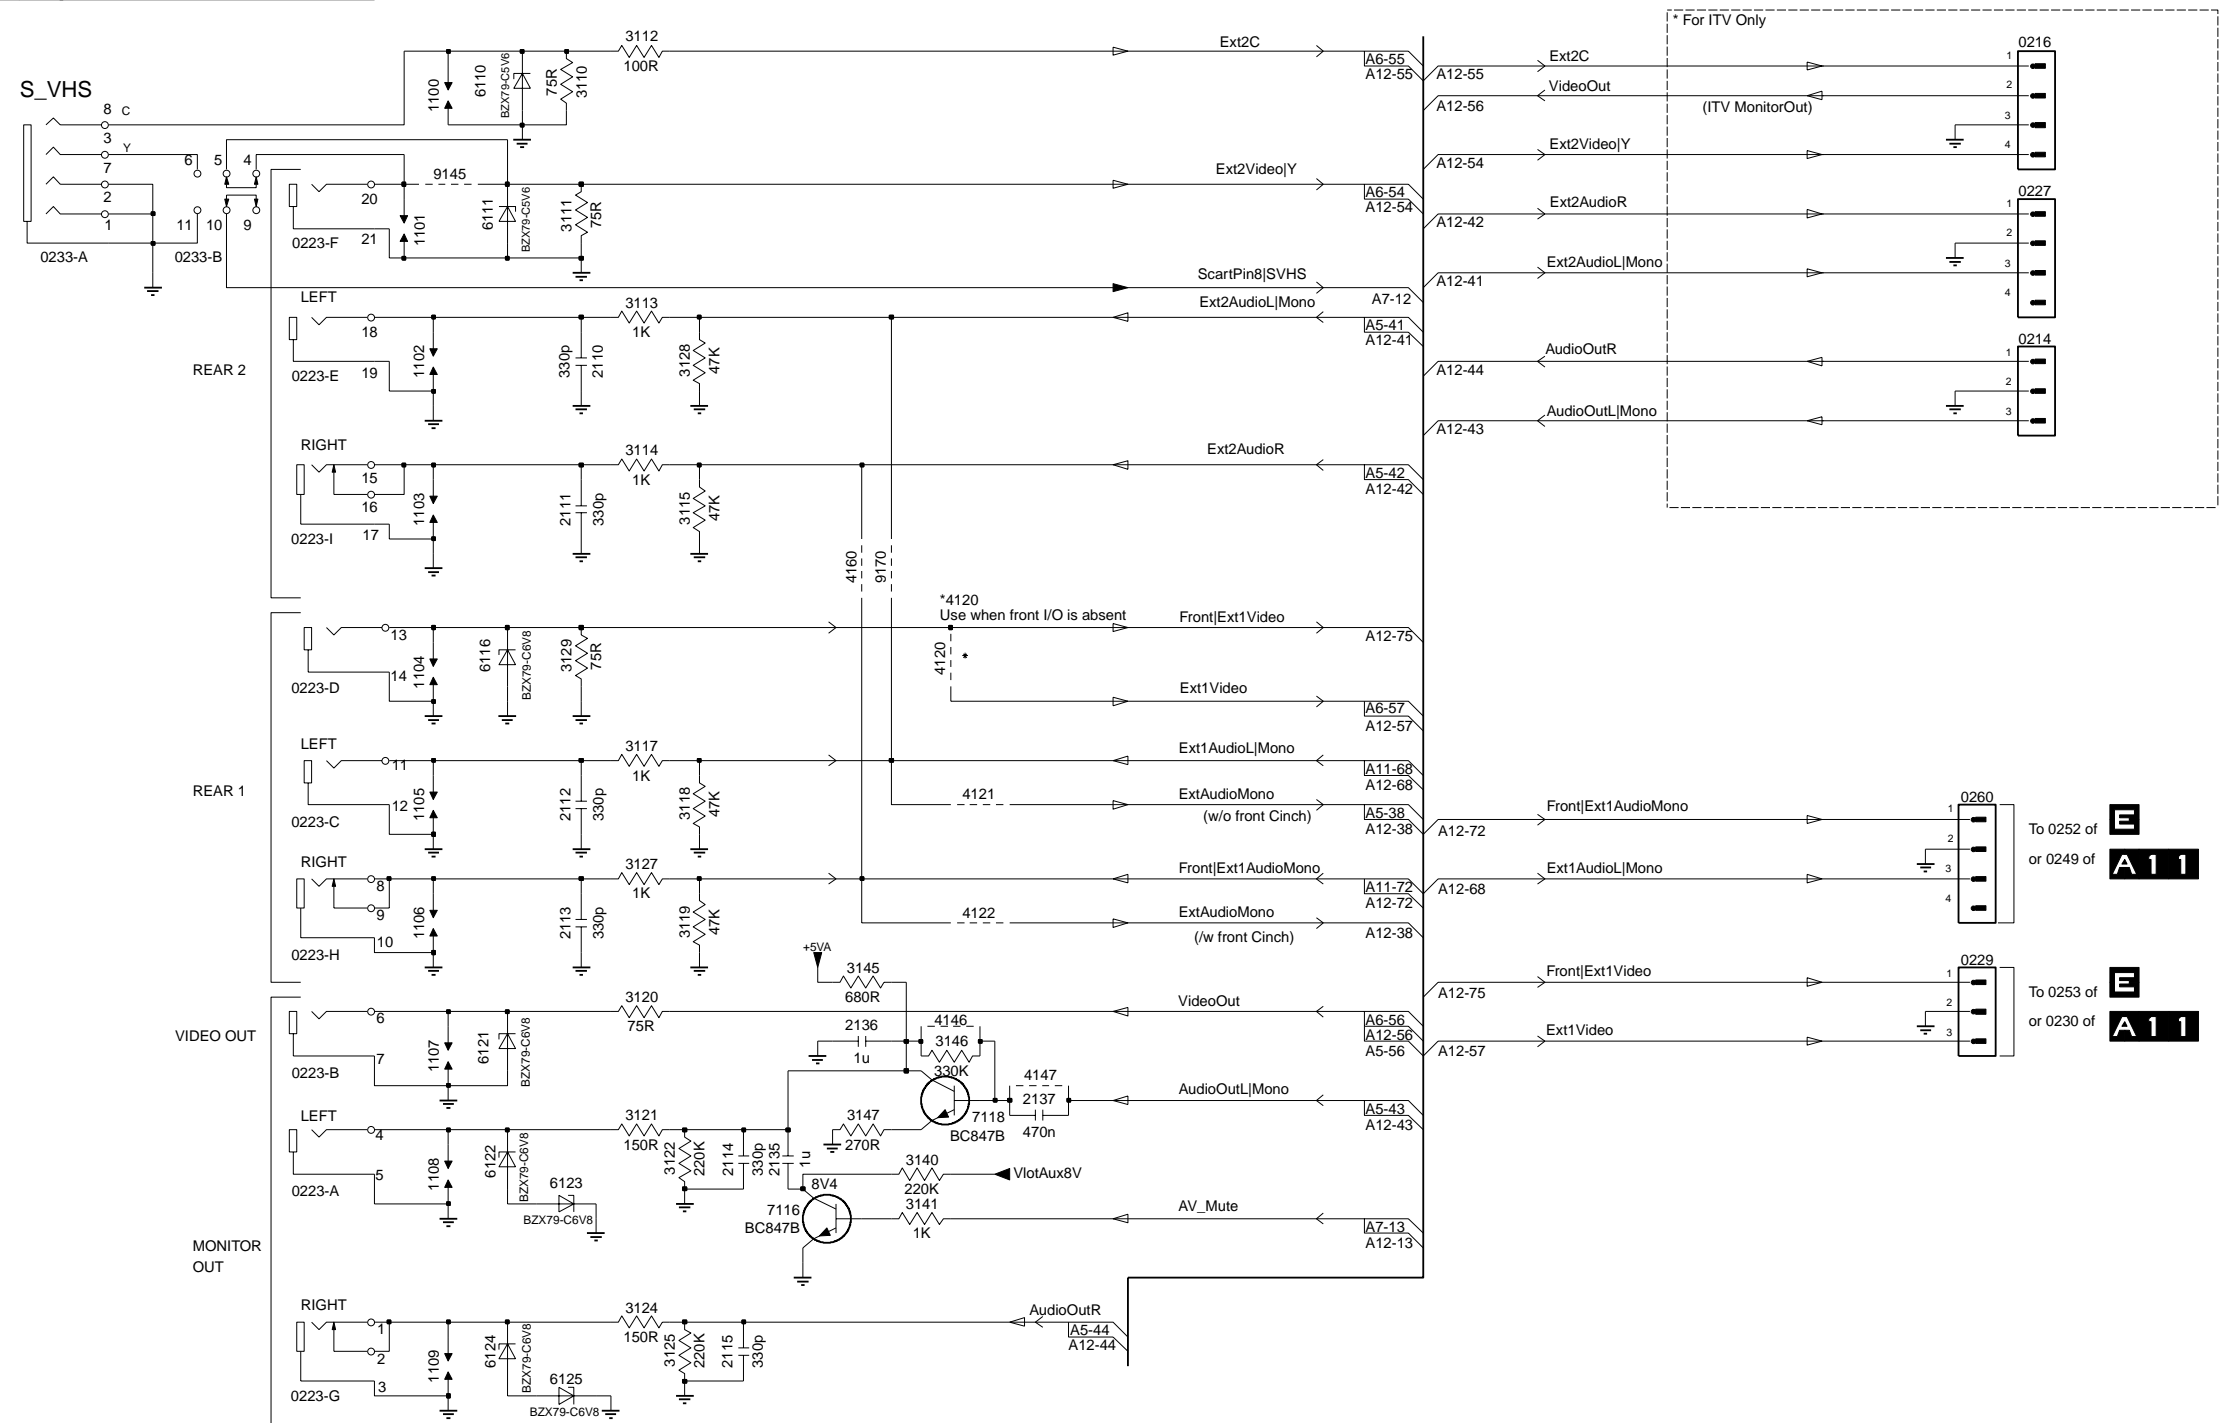 * For ITV Only
S_VHS
8 C
3
Y
7
2
1
0233-A
6 5 4
11 10 9
0233-B
1100
6110
BZX79-C5V6
75R
3110
3112
100R
Ext2C
A6-55
A12-55
20
21
0223-F
9145
1101
6111
BZX79-C5V6
3111
75R
Ext2Video|Y
A6-54
A12-54
ScartPin8|SVHS
A7-12
REAR 2
LEFT
18
19
0223-E
1102
330p
2110
3113
1K
3128
47K
Ext2AudioL|Mono
A5-41
A12-41
RIGHT
15
16
17
0223-I
1103
2111
330p
3114
1K
3115
47K
Ext2AudioR
A5-42
A12-42
4160
9170
REAR 1
13
14
0223-D
1104
6116
BZX79-C6V8
3129
75R
*4120
Use when front I/O is absent
4120
*
Front|Ext1Video
A12-75
Ext1Video
A6-57
A12-57
LEFT
11
12
0223-C
1105
2112
330p
3117
1K
3118
47K
Ext1AudioL|Mono
A11-68
A12-68
4121
ExtAudioMono
(w/o front Cinch)
A5-38
A12-38
RIGHT
8
9
10
0223-H
1106
2113
330p
3127
1K
3119
47K
Front|Ext1AudioMono
A11-72
A12-72
4122
ExtAudioMono
(/w front Cinch)
A12-38
VIDEO OUT
6
7
0223-B
1107
6121
BZX79-C6V8
3120
75R
+5VA
3145
680R
2136
1u
4146
3146
330K
VideoOut
A6-56
A12-56
A5-56
MONITOR
OUT
LEFT
4
5
0223-A
1108
6122
BZX79-C6V8
6123
BZX79-C6V8
3121
150R
3122
220K
2114
330p
2135
1u
3147
270R
7118
BC847B
4147
2137
470n
AudioOutL|Mono
A5-43
A12-43
3140
220K
VlotAux8V
8V4
7116
BC847B
3141
1K
AV_Mute
A7-13
A12-13
RIGHT
1
2
3
0223-G
1109
6124
BZX79-C6V8
6125
BZX79-C6V8
3124
150R
3125
220K
2115
330p
AudioOutR
A5-44
A12-44
0216
A12-55
Ext2C
1
A12-56
VideoOut
(ITV MonitorOut)
2
3
A12-54
Ext2Video|Y
4
0227
A12-42
Ext2AudioR
1
2
A12-41
Ext2AudioL|Mono
3
4
0214
A12-44
AudioOutR
1
2
A12-43
AudioOutL|Mono
3
0260
A12-72
Front|Ext1AudioMono
1
2
A12-68
Ext1AudioL|Mono
3
4
To 0252 of E
or 0249 of A11
0229
A12-75
Front|Ext1Video
1
2
A12-57
Ext1Video
3
To 0253 of E
or 0230 of A11